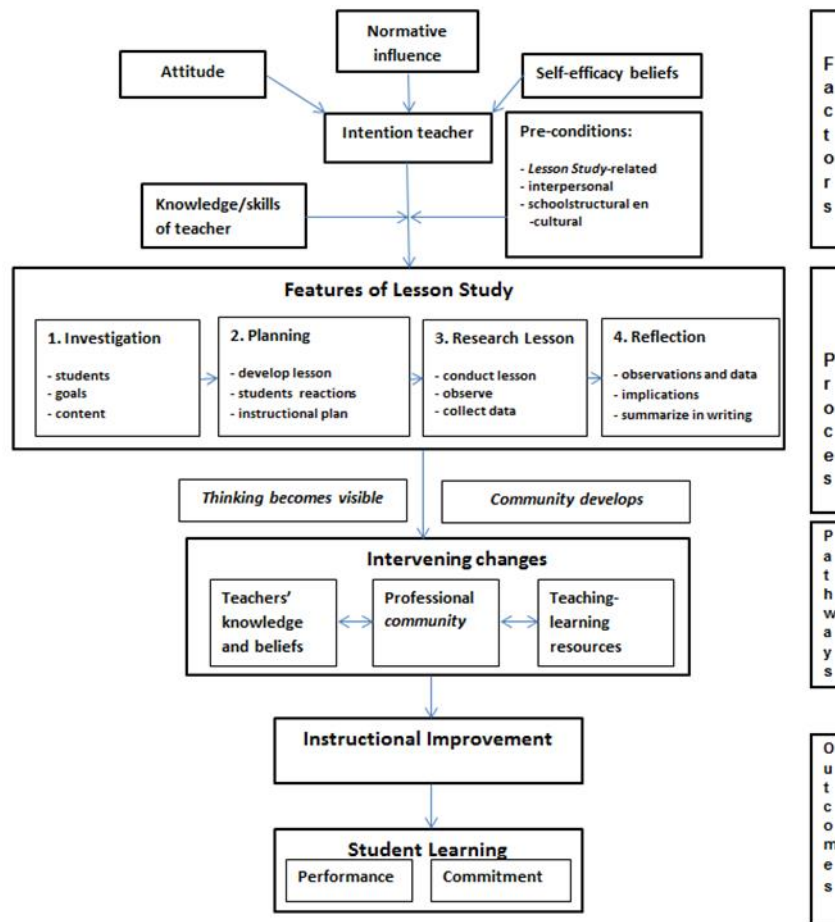 Normative
influence
Attitude
Self-efficacy beliefs
Intention teacher
Pre-conditions:
- Lesson Study-related
- interpersonal
- schoolstructural en
-cultural
Knowledge/skills
of teacher
Factors
Features of Lesson Study
1. Investigation
- students
- goals
- content
2. Planning
- develop lesson
- students reactions
- instructional plan
3. Research Lesson
- conduct lesson
- observe
- collect data
4. Reflection
- observations and data
- implications
- summarize in writing
Proces
Thinking becomes visible
Community develops
Intervening changes
Teachers'
knowledge
and beliefs
Professional
community
Teaching-
learning
resources
Pathways
Instructional Improvement
Student Learning
Performance
Commitment
Outcomes